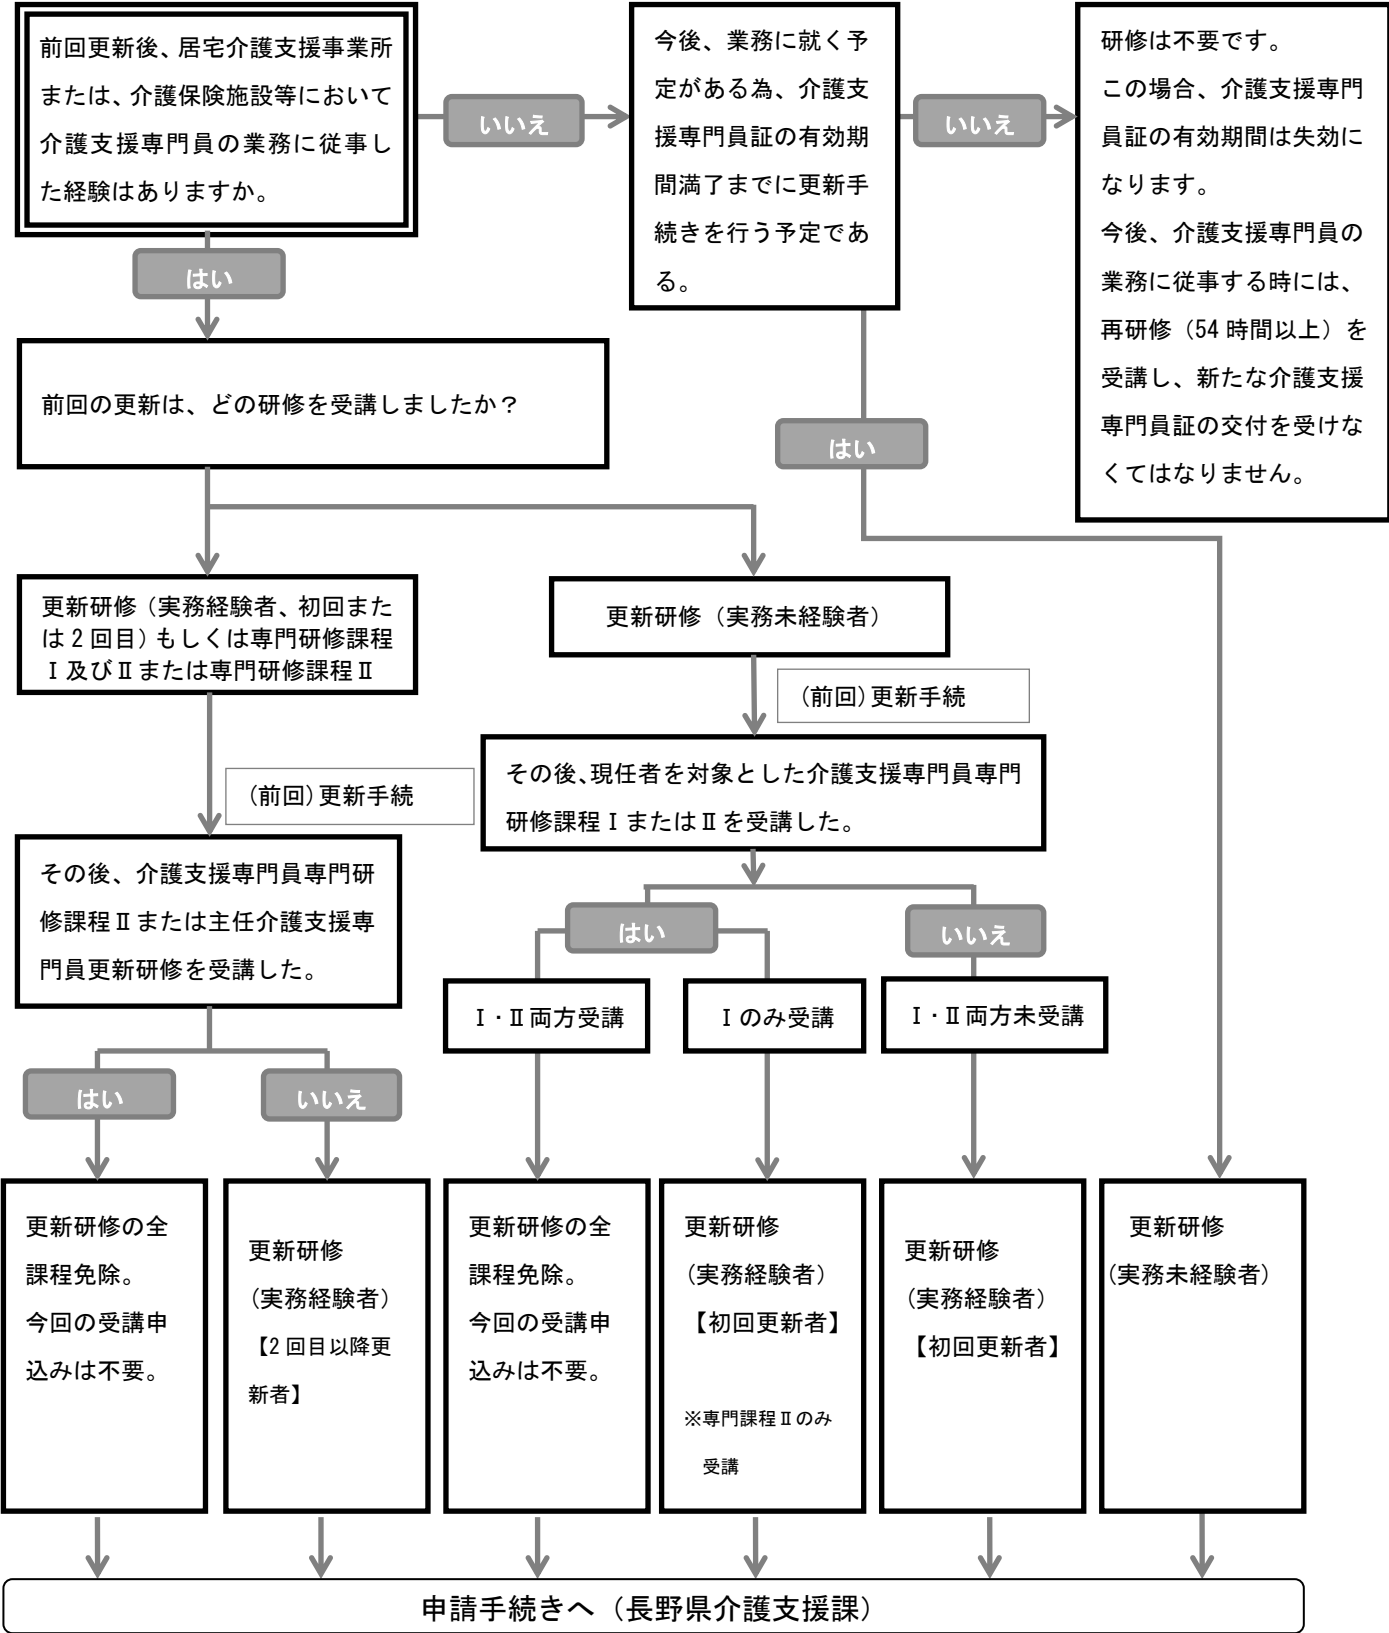 前回更新後、居宅介護支援事業所
または、介護保険施設等において
介護支援専門員の業務に従事し
た経験はありますか。
いいえ
今後、業務に就く予
定がある為、介護支
援専門員証の有効期
間満了までに更新手
続きを行う予定であ
る。
いいえ
研修は不要です。
この場合、介護支援専門
員証の有効期間は失効に
なります。
今後、介護支援専門員の
業務に従事する時には、
再研修（54時間以上）を
受講し、新たな介護支援
専門員証の交付を受けな
くてはなりません。
はい
前回の更新は、どの研修を受講しましたか？
はい
更新研修（実務経験者、初回また
は2回目）もしくは専門研修課程
Ⅰ及びⅡまたは専門研修課程Ⅱ
更新研修（実務未経験者）
(前回)更新手続
(前回)更新手続
その後、現任者を対象とした介護支援専門員専門
研修課程ⅠまたはⅡを受講した。
その後、介護支援専門員専門研
修課程Ⅱまたは主任介護支援専
門員更新研修を受講した。
はい
いいえ
Ⅰ・Ⅱ両方受講
Ⅰのみ受講
Ⅰ・Ⅱ両方未受講
はい
いいえ
更新研修の全
課程免除。
今回の受講申
込みは不要。
更新研修
(実務経験者)
【2回目以降更
新者】
更新研修の全
課程免除。
今回の受講申
込みは不要。
更新研修
(実務経験者)
【初回更新者】
※専門課程Ⅱのみ
受講
更新研修
(実務経験者)
【初回更新者】
更新研修
(実務未経験者)
申請手続きへ（長野県介護支援課）